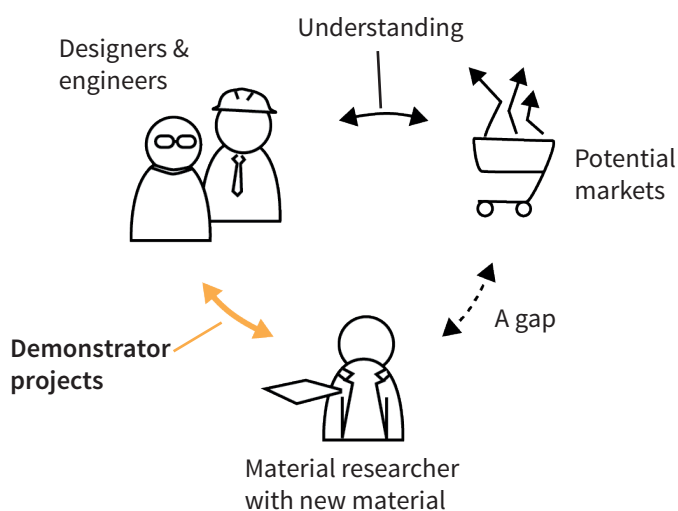 Understanding
Designers &
engineers
Potential
markets
A gap
Demonstrator
projects
Material researcher
with new material